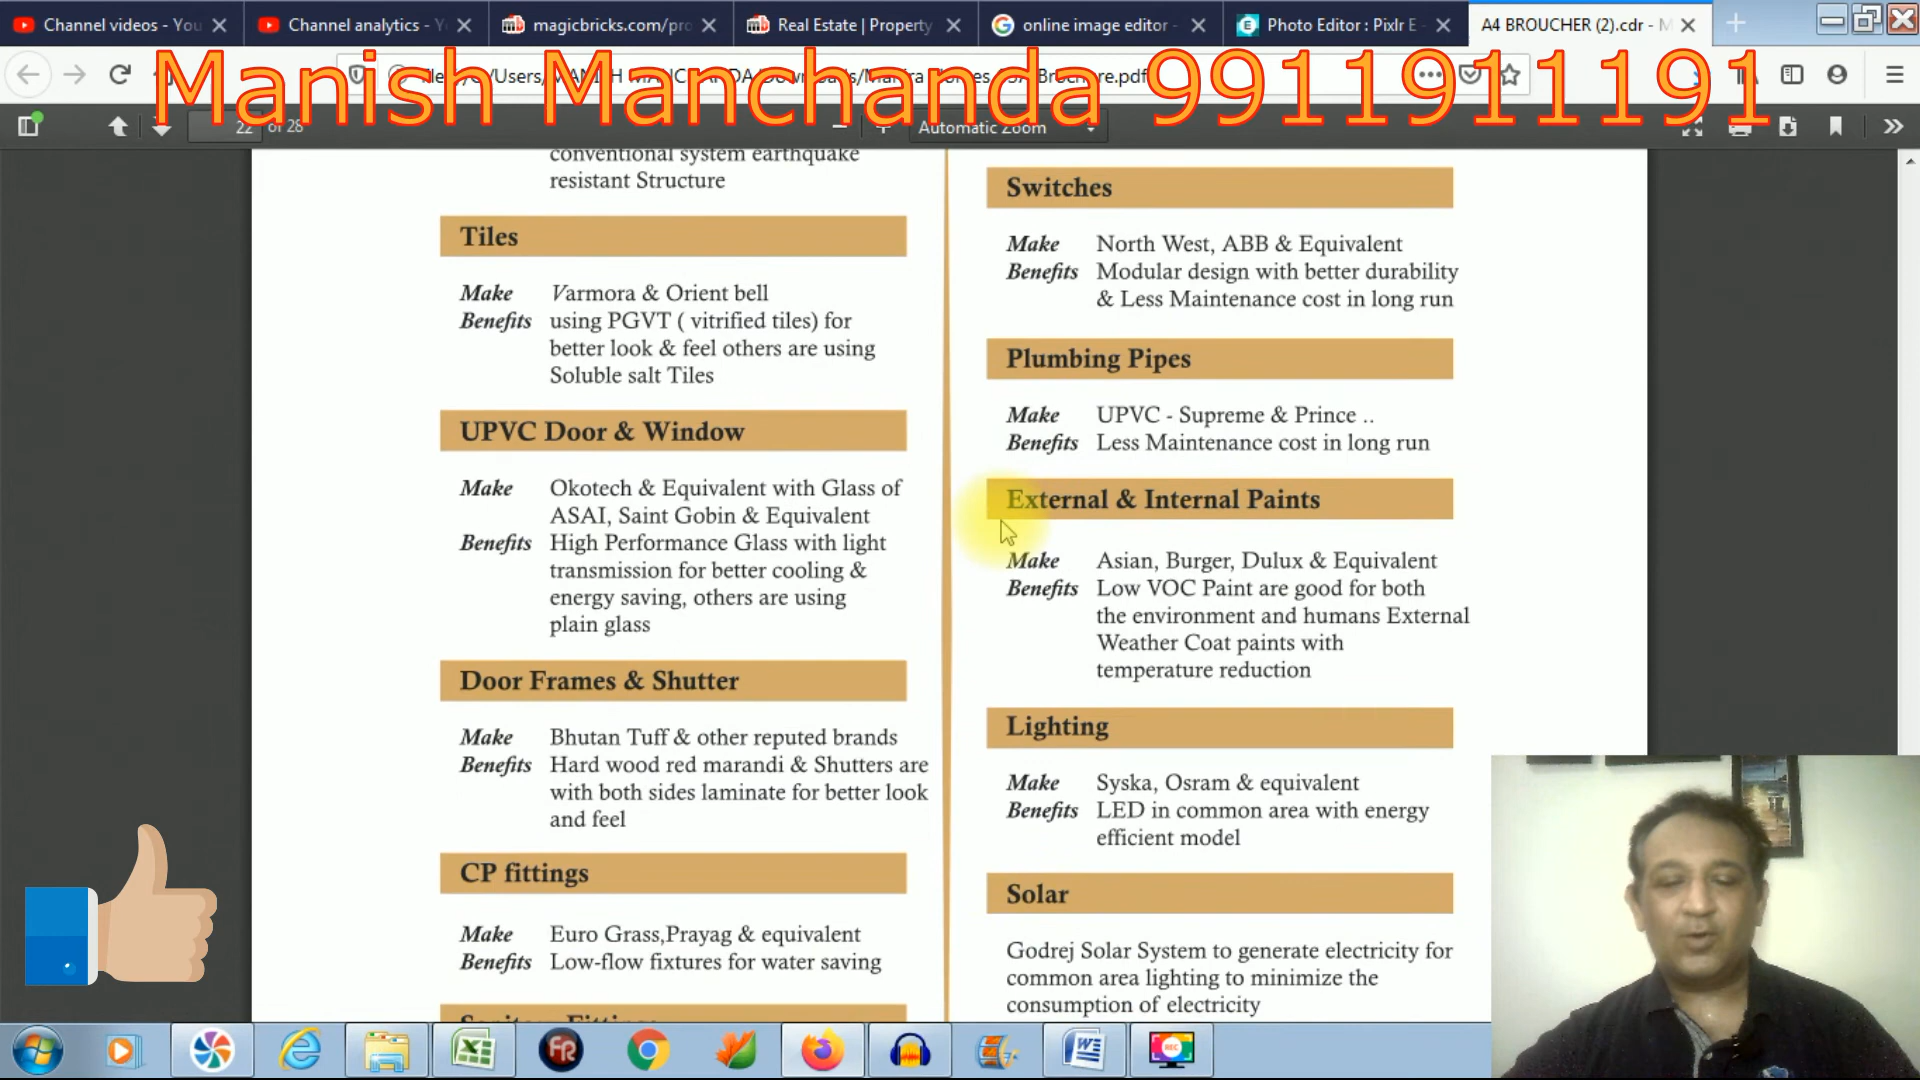 Channel videos - You
Channel analytics - Y
magicbricks.com/pro
Real Estate | Property
online image editor -
Photo Editor : Pixlr E -
A4 BROUCHER (2).cdr - M
Manish Manchanda 9911911191
22 of 28
Automatic Zoom
conventional system earthquake
resistant Structure
Tiles
Make Varmora & Orient bell
Benefits using PGVT ( vitrified tiles) for
better look & feel others are using
Soluble salt Tiles
UPVC Door & Window
Make Okotech & Equivalent with Glass of
ASAI, Saint Gobin & Equivalent
Benefits High Performance Glass with light
transmission for better cooling &
energy saving, others are using
plain glass
Door Frames & Shutter
Make Bhutan Tuff & other reputed brands
Benefits Hard wood red marandi & Shutters are
with both sides laminate for better look
and feel
CP fittings
Make Euro Grass,Prayag & equivalent
Benefits Low-flow fixtures for water saving
Switches
Make North West, ABB & Equivalent
Benefits Modular design with better durability
& Less Maintenance cost in long run
Plumbing Pipes
Make UPVC - Supreme & Prince ..
Benefits Less Maintenance cost in long run
External & Internal Paints
Make Asian, Burger, Dulux & Equivalent
Benefits Low VOC Paint are good for both
the environment and humans External
Weather Coat paints with
temperature reduction
Lighting
Make Syska, Osram & equivalent
Benefits LED in common area with energy
efficient model
Solar
Godrej Solar System to generate electricity for
common area lighting to minimize the
consumption of electricity
FR
REC